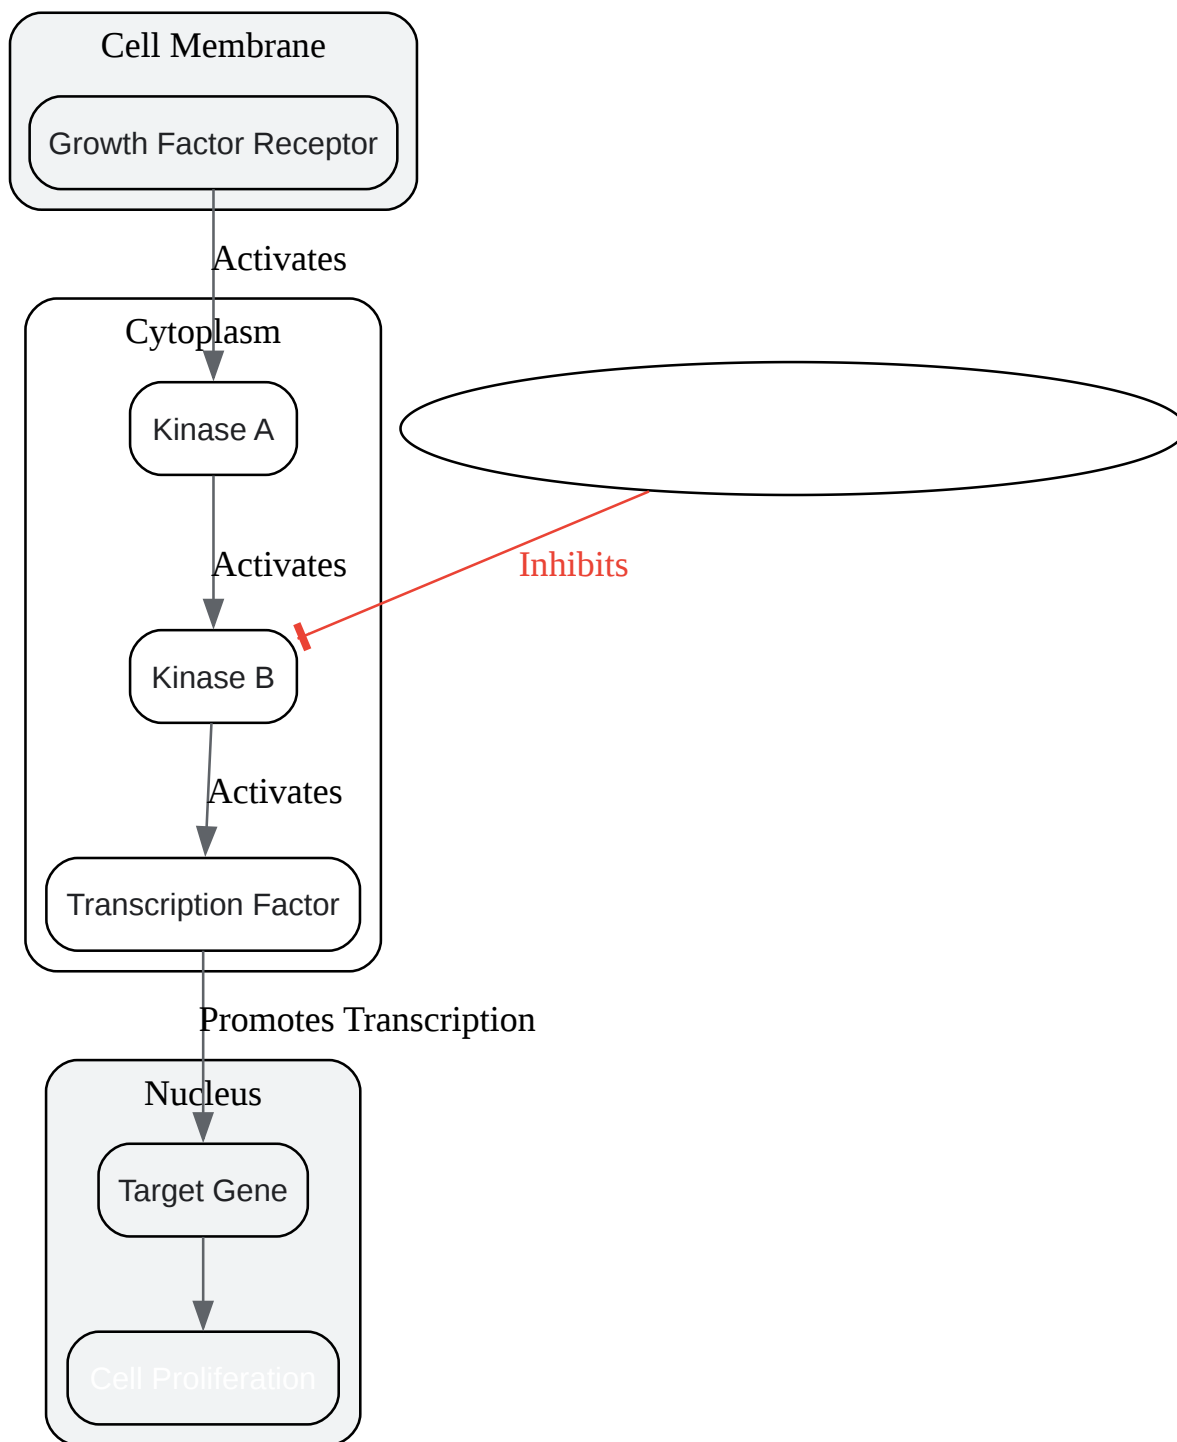 Cell Membrane
Growth Factor Receptor
Activates
Cytoplasm
Kinase A
Activates
Inhibits
Kinase B
Activates
Transcription Factor
Promotes Transcription
Nucleus
Target Gene
Cell Proliferation